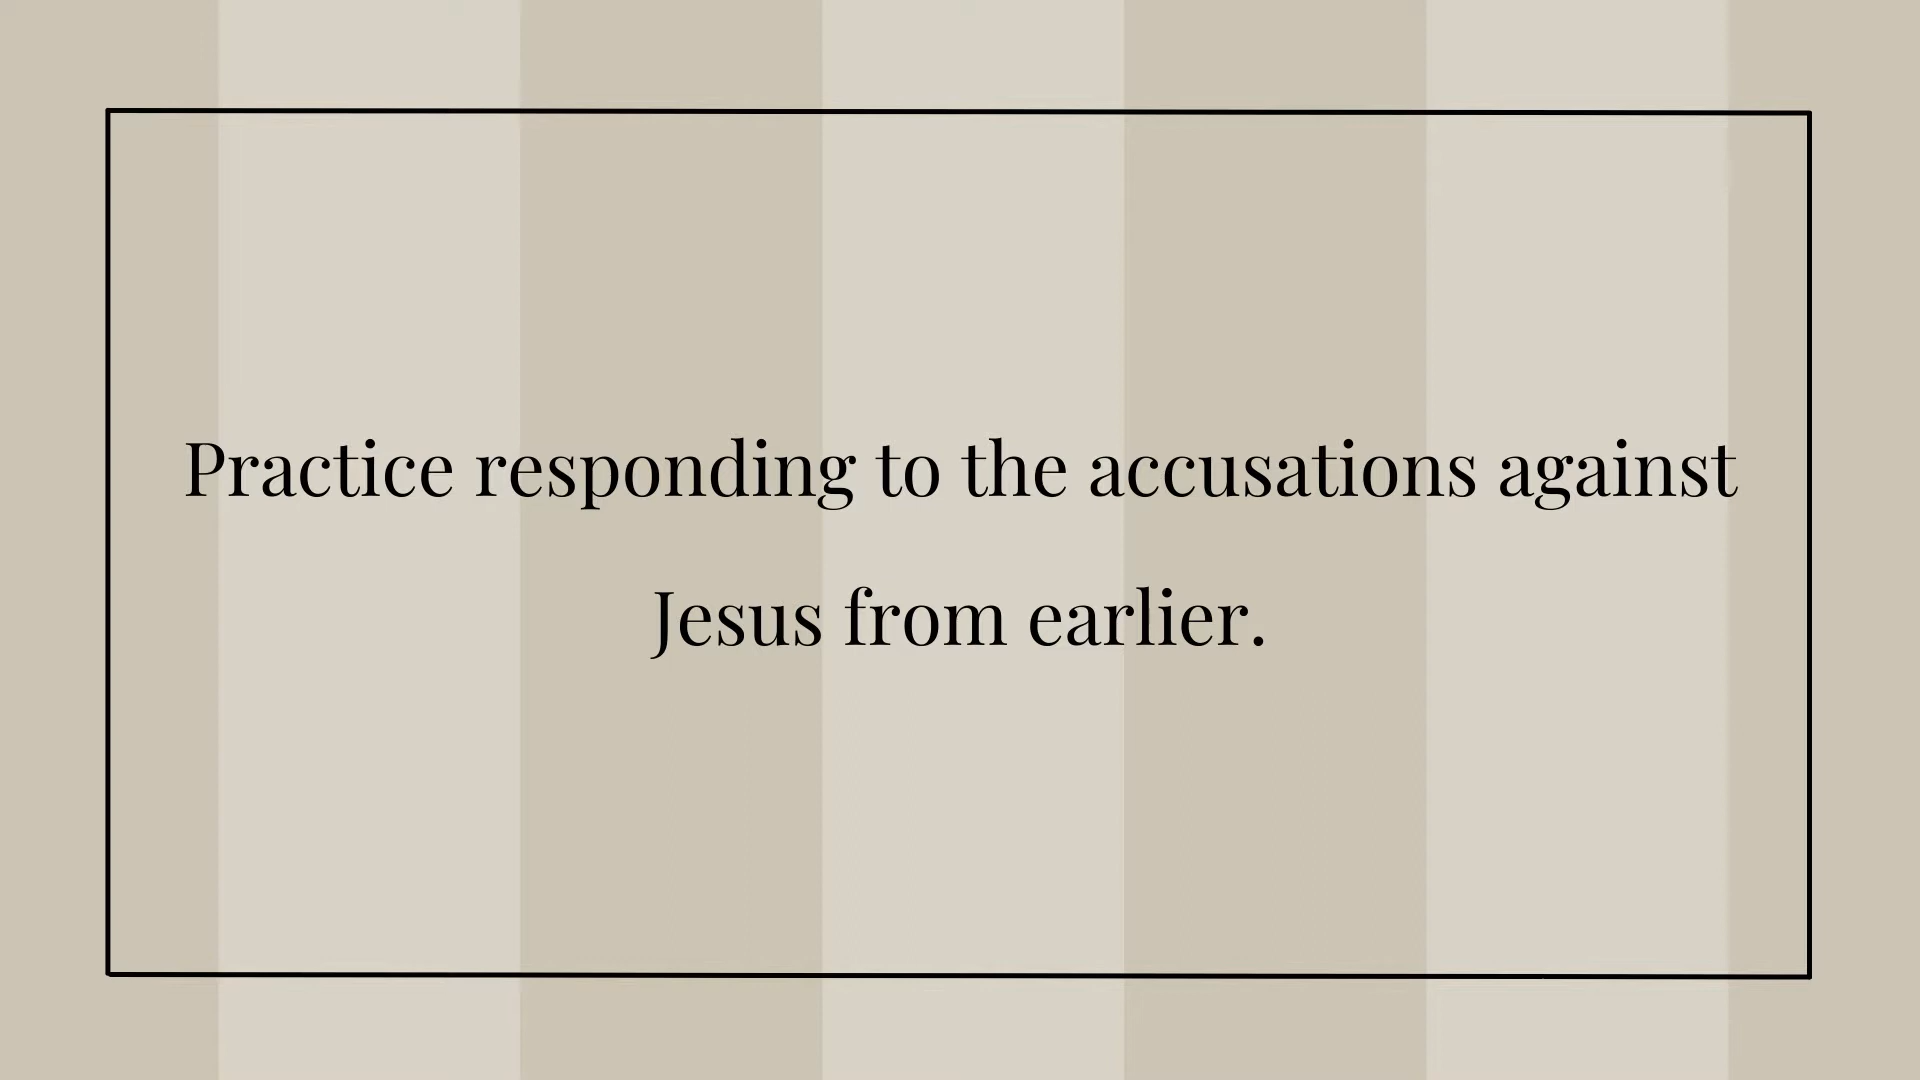 Practice responding to the accusations against
Jesus from earlier.